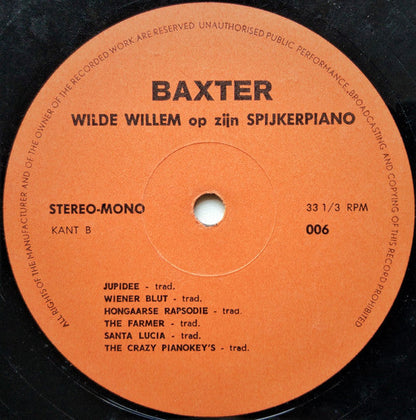 ALL RIGHTS OF THE MANUFACTURER AND OF THE OWNER OF THE RECORDED WORK ARE RESERVED UNAUTHORISED PUBLIC PERFORMANCE, BROADCASTING AND COPYING OF THIS RECORD PROHIBITED
BAXTER
WILDE WILLEM op zijn SPIJKERPIANO
STEREO-MONO 33 1/3 RPM
KANT B 006
JUPIDEE - trad.
WIENER BLUT - trad.
HONGAARSE RAPSODIE - trad.
THE FARMER - trad.
SANTA LUCIA - trad.
THE CRAZY PIANOKEY'S - trad.